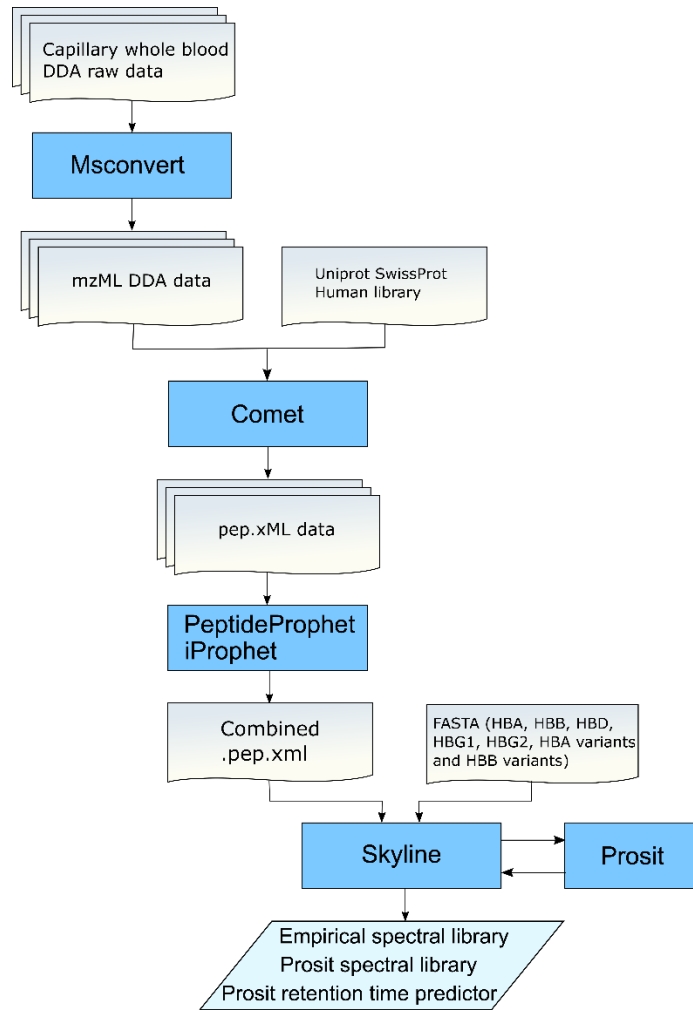 Capillary whole blood
DDA raw data
Msconvert
mzML DDA data
Uniprot SwissProt
Human library
Comet
pep.xML data
PeptideProphet
iProphet
Combined
.pep.xml
FASTA (HBA, HBB, HBD,
HBG1, HBG2, HBA variants
and HBB variants)
Skyline
Prosit
Empirical spectral library
Prosit spectral library
Prosit retention time predictor